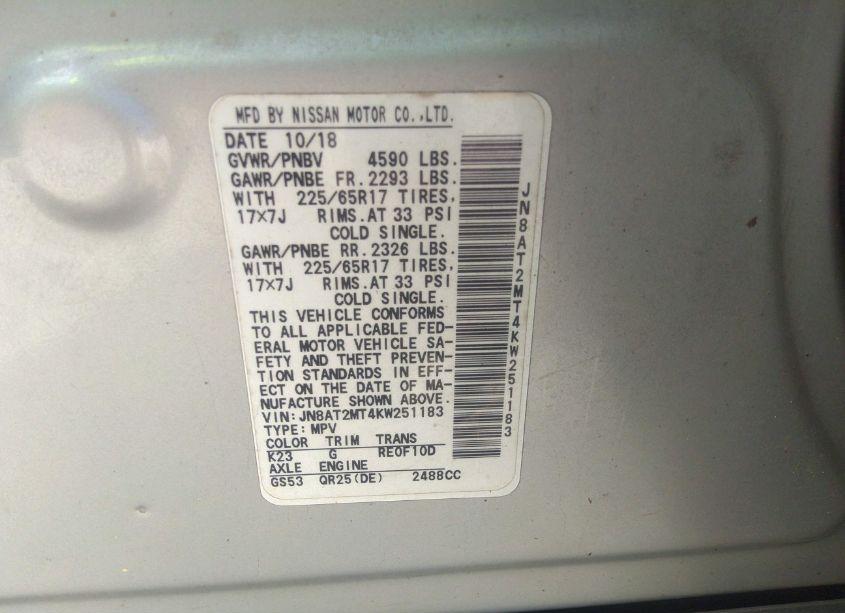 MFD BY NISSAN MOTOR CO.,LTD.
DATE 10/18
GVWR/PNBV 4590 LBS.
GAWR/PNBE FR.2293 LBS.
WITH 225/65R17 TIRES,
17×7J RIMS.AT 33 PSI
COLD SINGLE.
GAWR/PNBE RR.2326 LBS.
WITH 225/65R17 TIRES,
17×7J RIMS.AT 33 PSI
COLD SINGLE.
THIS VEHICLE CONFORMS
TO ALL APPLICABLE FED-
ERAL MOTOR VEHICLE SA-
FETY AND THEFT PREVEN-
TION STANDARDS IN EFF-
ECT ON THE DATE OF MA-
NUFACTURE SHOWN ABOVE.
VIN:JN8AT2MT4KW251183
TYPE:MPV
COLOR TRIM TRANS
K23 G RE0F10D
AXLE ENGINE
GS53 QR25(DE) 2488CC
JN8AT2MT4KW251183